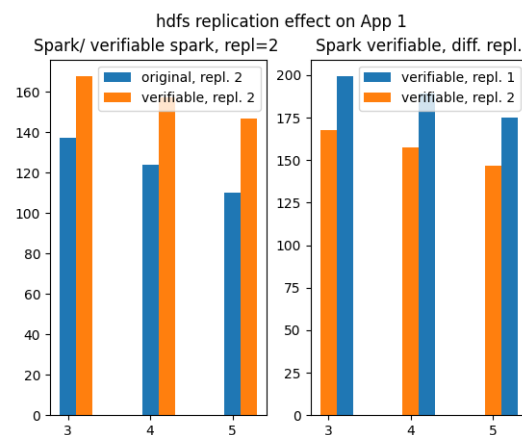 hdfs replication effect on App 1
Spark/ verifiable spark, repl=2
original, repl. 2
verifiable, repl. 2
160
140
120
100
80
60
40
20
0
3 4 5
Spark verifiable, diff. repl.
verifiable, repl. 1
verifiable, repl. 2
200
175
150
125
100
75
50
25
0
3 4 5